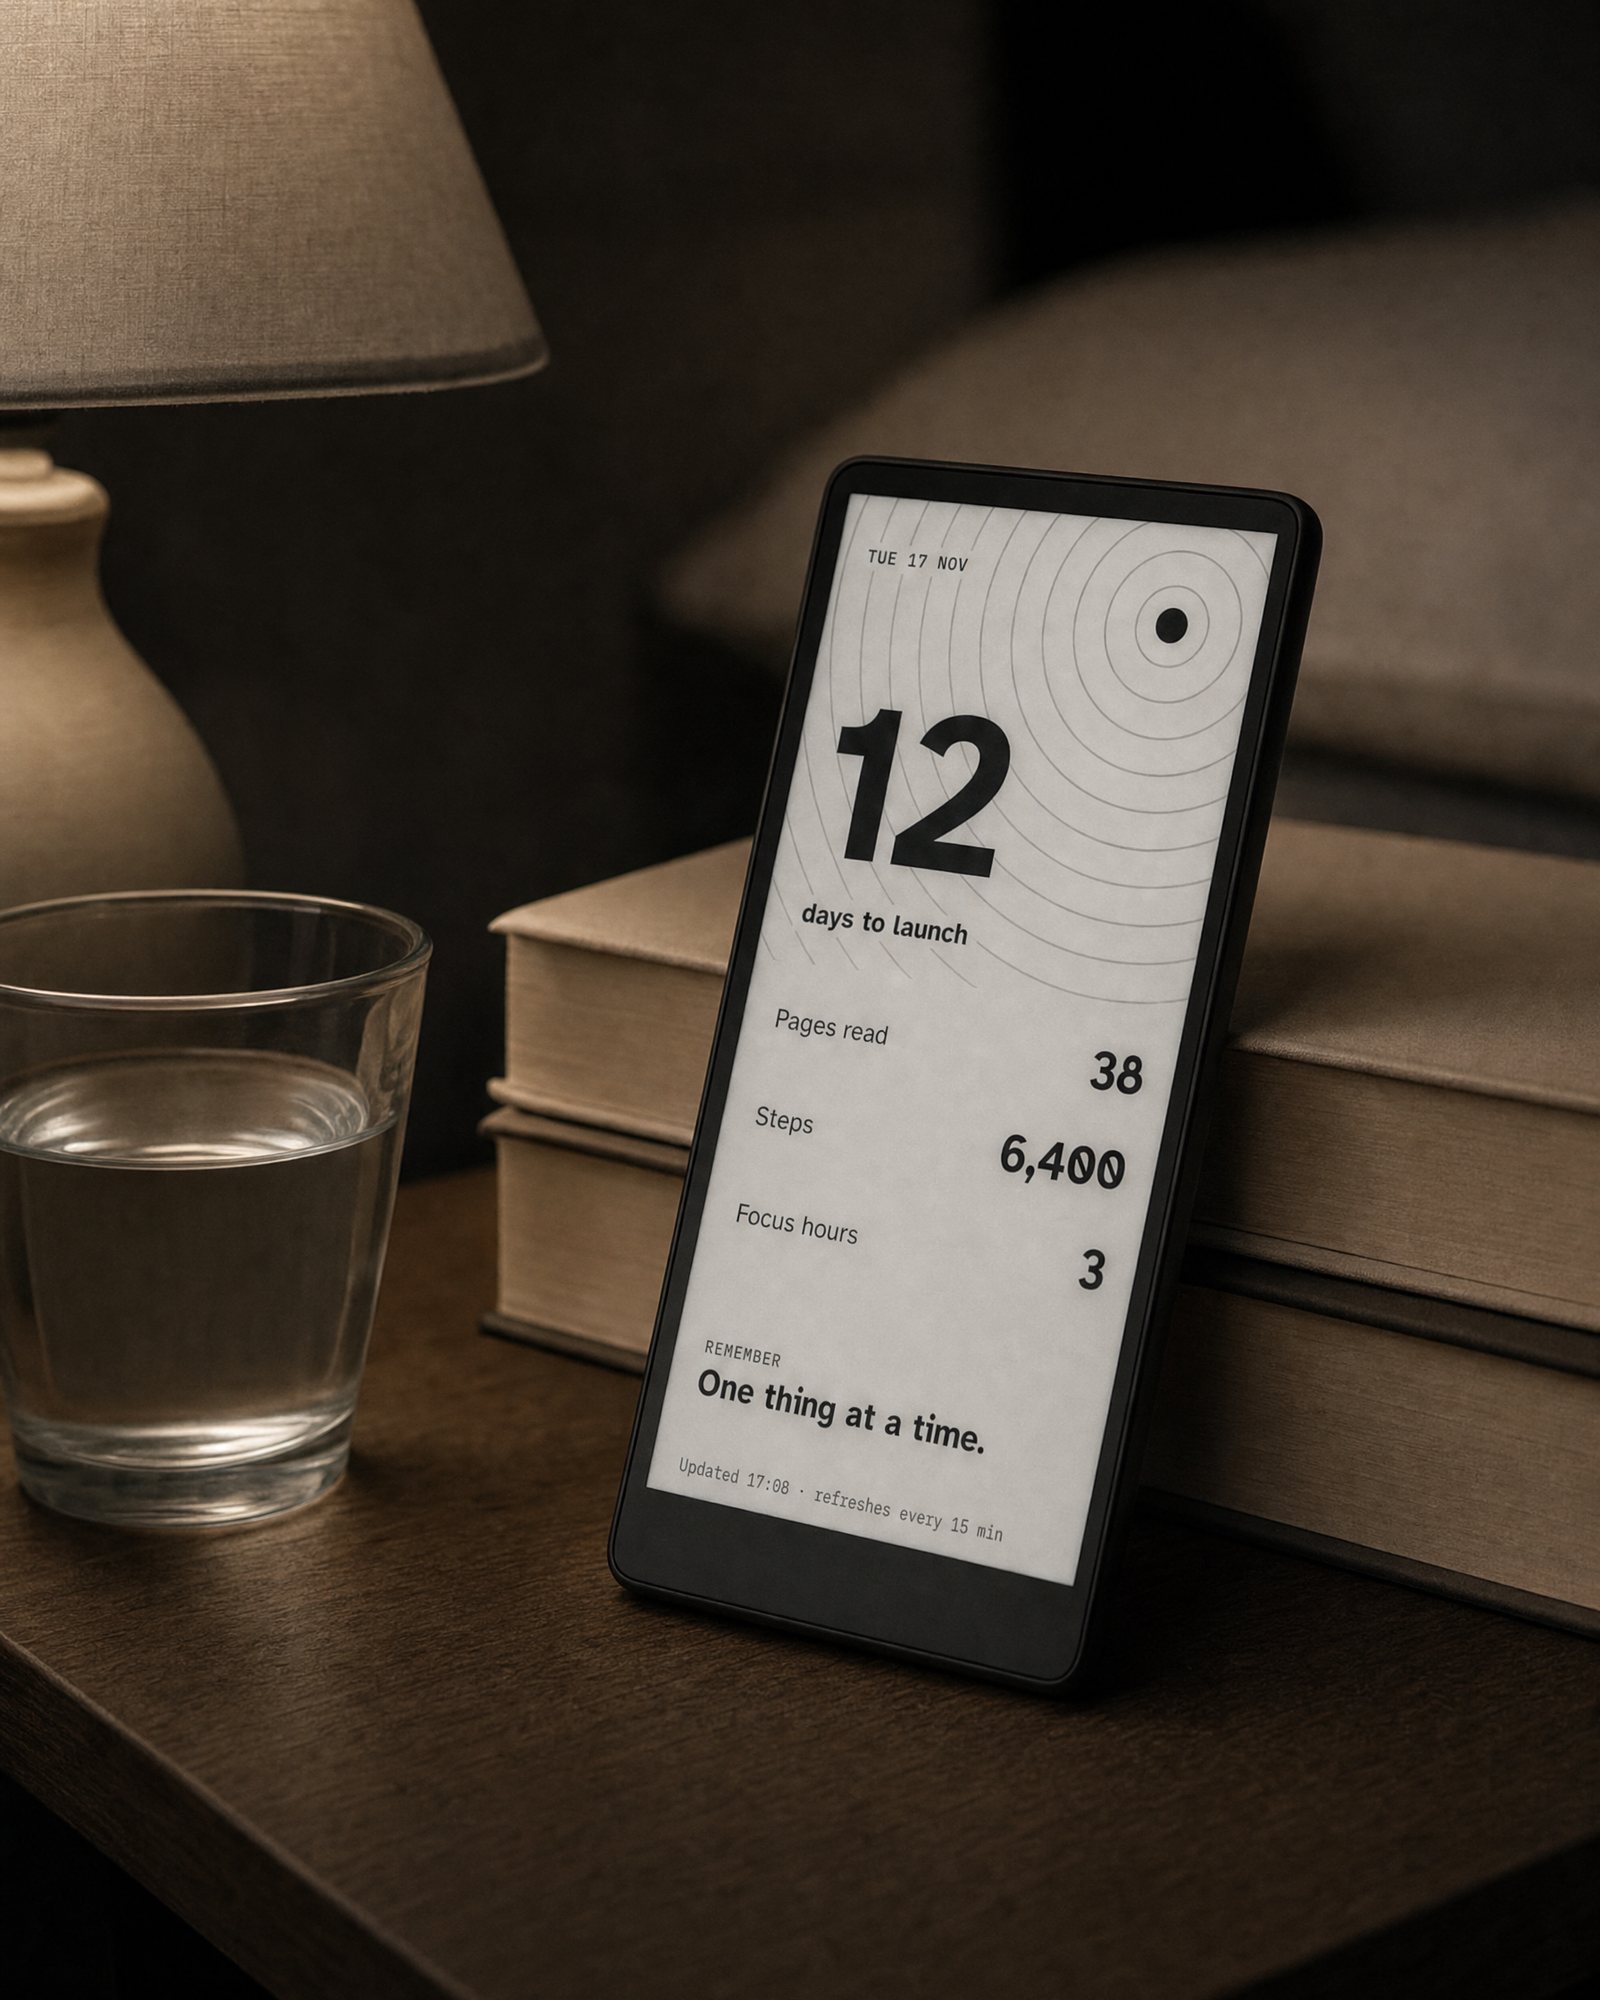 TUE 17 NOV
12
days to launch
Pages read
38
Steps
6,400
Focus hours
3
REMEMBER
One thing at a time.
Updated 17:08 · refreshes every 15 min